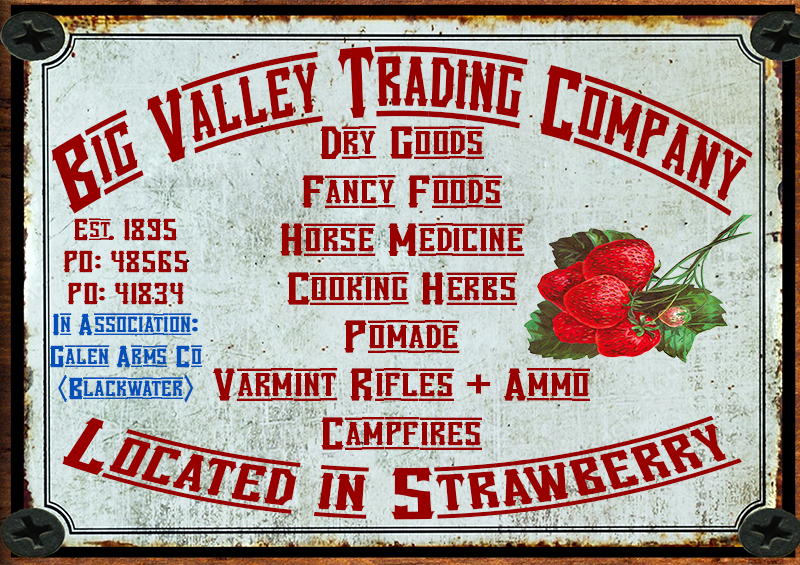 Big Valley Trading Company
Dry Goods
Fancy Foods
Horse Medicine
Cooking Herbs
Pomade
Varmint Rifles + Ammo
Campfires
Est. 1895
PO: 48565
PO: 41834
In Association:
Galen Arms Co
(Blackwater)
Located in Strawberry